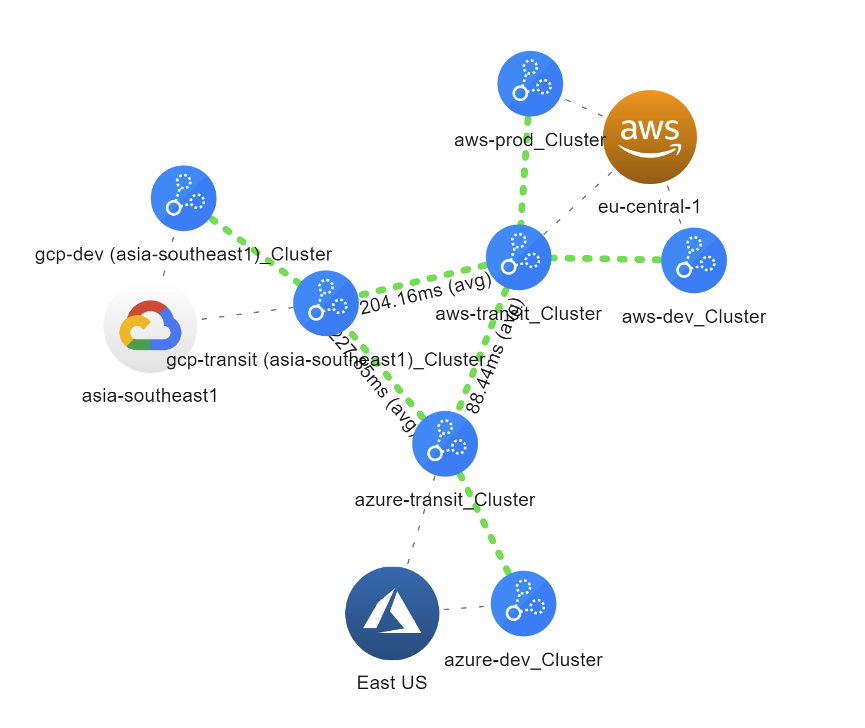 aws-prod_Cluster
aws
eu-central-1
gcp-dev (asia-southeast1)_Cluster
204.16ms (avg)
aws-transit_Cluster
aws-dev_Cluster
gcp-transit (asia-southeast1)_Cluster
227.85ms (avg)
88.44ms (avg)
asia-southeast1
azure-transit_Cluster
azure-dev_Cluster
East US